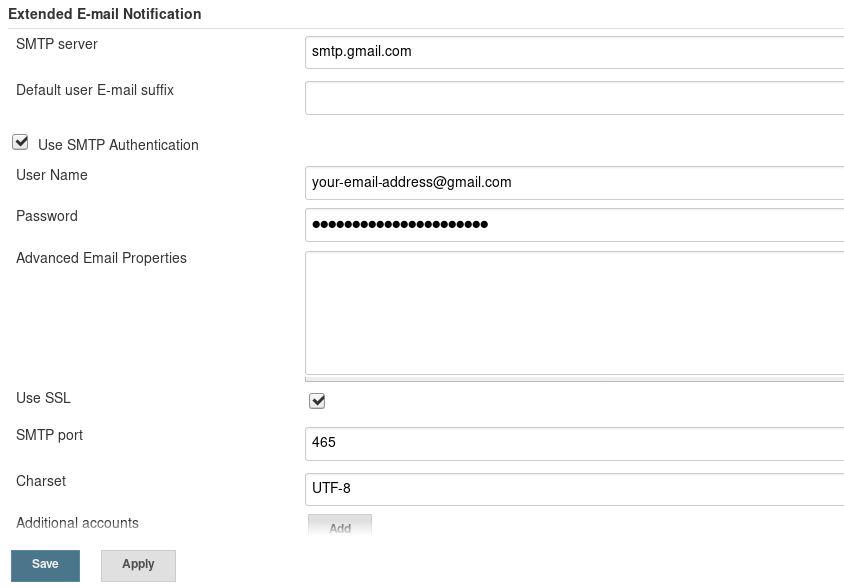 Extended E-mail Notification
SMTP server
smtp.gmail.com
Default user E-mail suffix
Use SMTP Authentication
User Name
your-email-address@gmail.com
Password
••••••••••••••••••••••
Advanced Email Properties
Use SSL
SMTP port
465
Charset
UTF-8
Additional accounts
Add
Save Apply